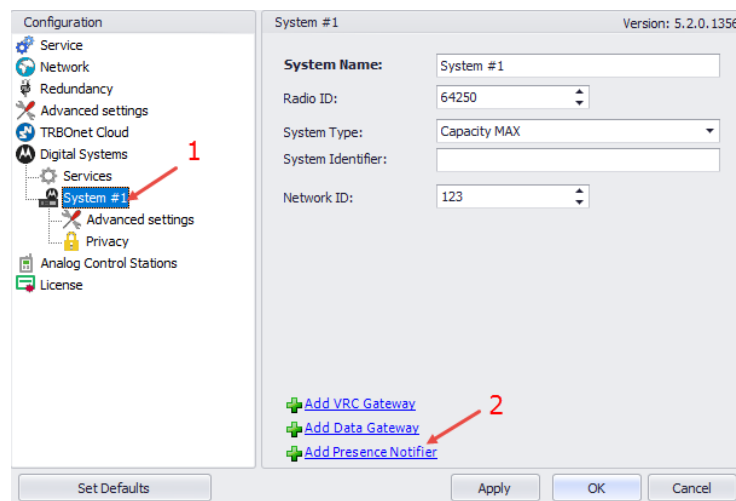 Configuration
Service
Network
Redundancy
Advanced settings
TRBOnet Cloud
Digital Systems
1
Services
System #1
Advanced settings
Privacy
Analog Control Stations
License
System #1 Version: 5.2.0.1356
System Name: System #1
Radio ID: 64250
System Type: Capacity MAX
System Identifier:
Network ID: 123
Add VRC Gateway
2
Add Data Gateway
Add Presence Notifier
Set Defaults Apply OK Cancel